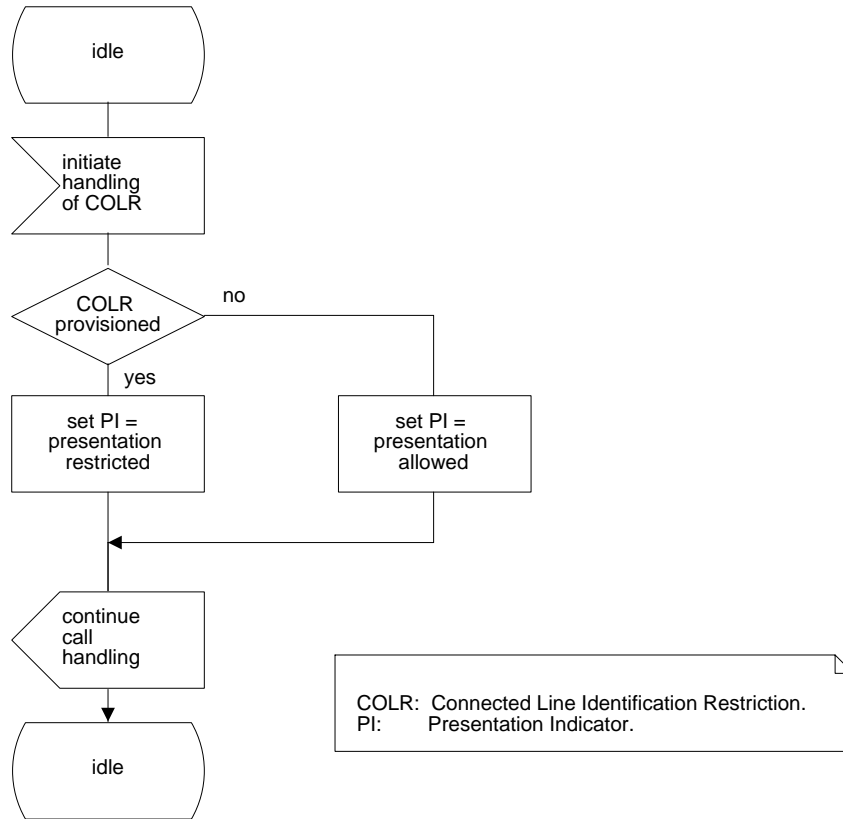 idle
initiate
handling
of COLR
COLR
provisioned
no
yes
set PI =
presentation
restricted
set PI =
presentation
allowed
continue
call
handling
COLR: Connected Line Identification Restriction.
PI: Presentation Indicator.
idle